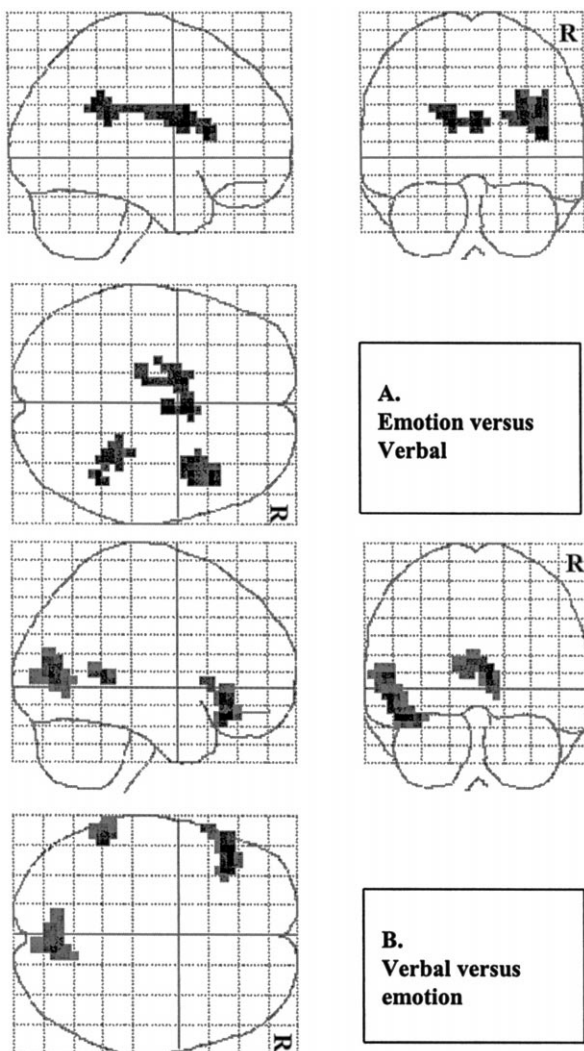 R
A.
Emotion versus
Verbal
R
R
B.
Verbal versus
emotion
R